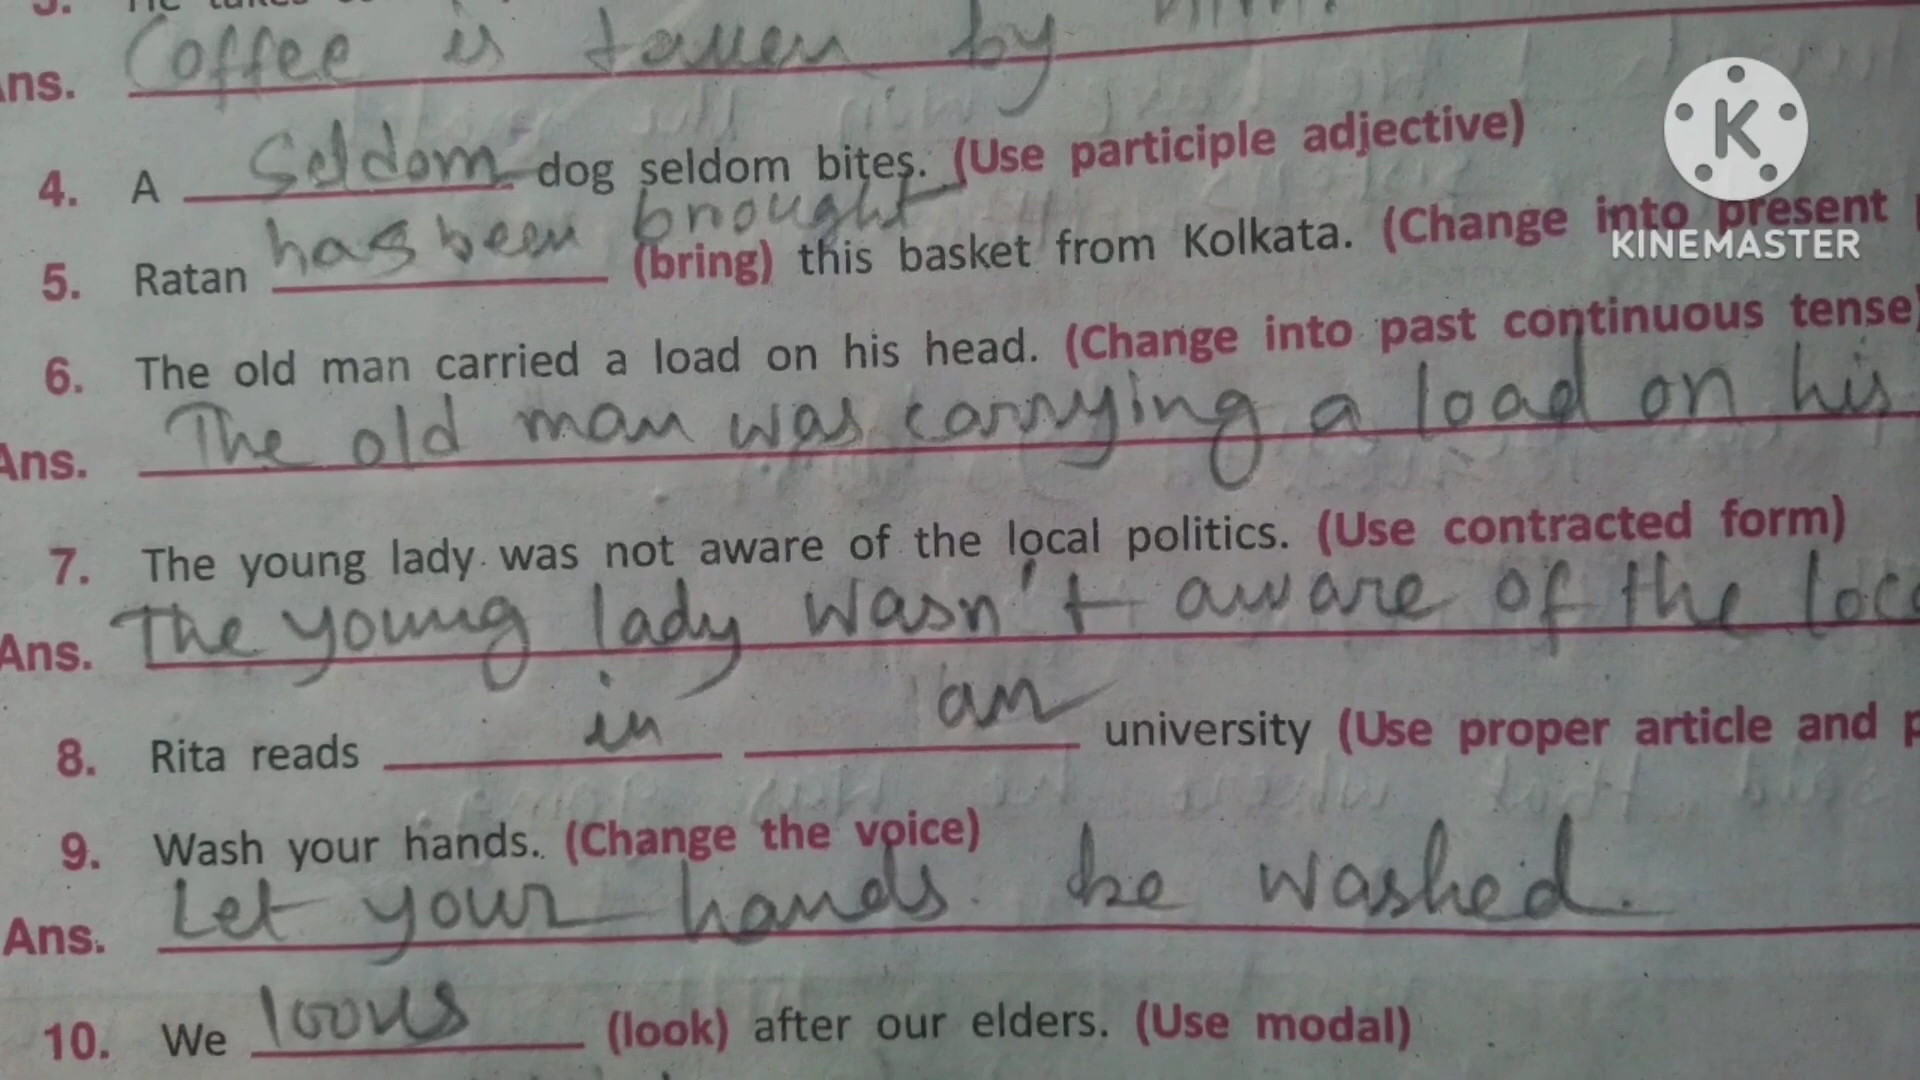 Coffee is taken by him.
Ans.
4. A seldom dog seldom bites. (Use participle adjective)
5. Ratan has been brought (bring) this basket from Kolkata. (Change into present
6. The old man carried a load on his head. (Change into past continuous tense)
Ans. The old man was carrying a load on his
7. The young lady was not aware of the local politics. (Use contracted form)
Ans. The young lady wasn't aware of the loca
8. Rita reads in an university (Use proper article and p
9. Wash your hands. (Change the voice)
Ans. Let your hands be washed.
10. We looks (look) after our elders. (Use modal)
K
KINEMASTER